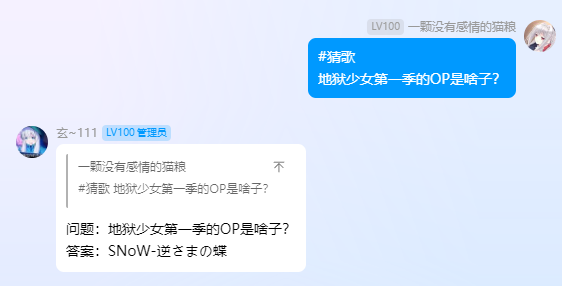 LV100 一颗没有感情的猫粮
#猜歌
地狱少女第一季的OP是啥子?
玄~111 LV100 管理员
一颗没有感情的猫粮
#猜歌 地狱少女第一季的OP是啥子?
问题：地狱少女第一季的OP是啥子?
答案：SNoW-逆さまの蝶